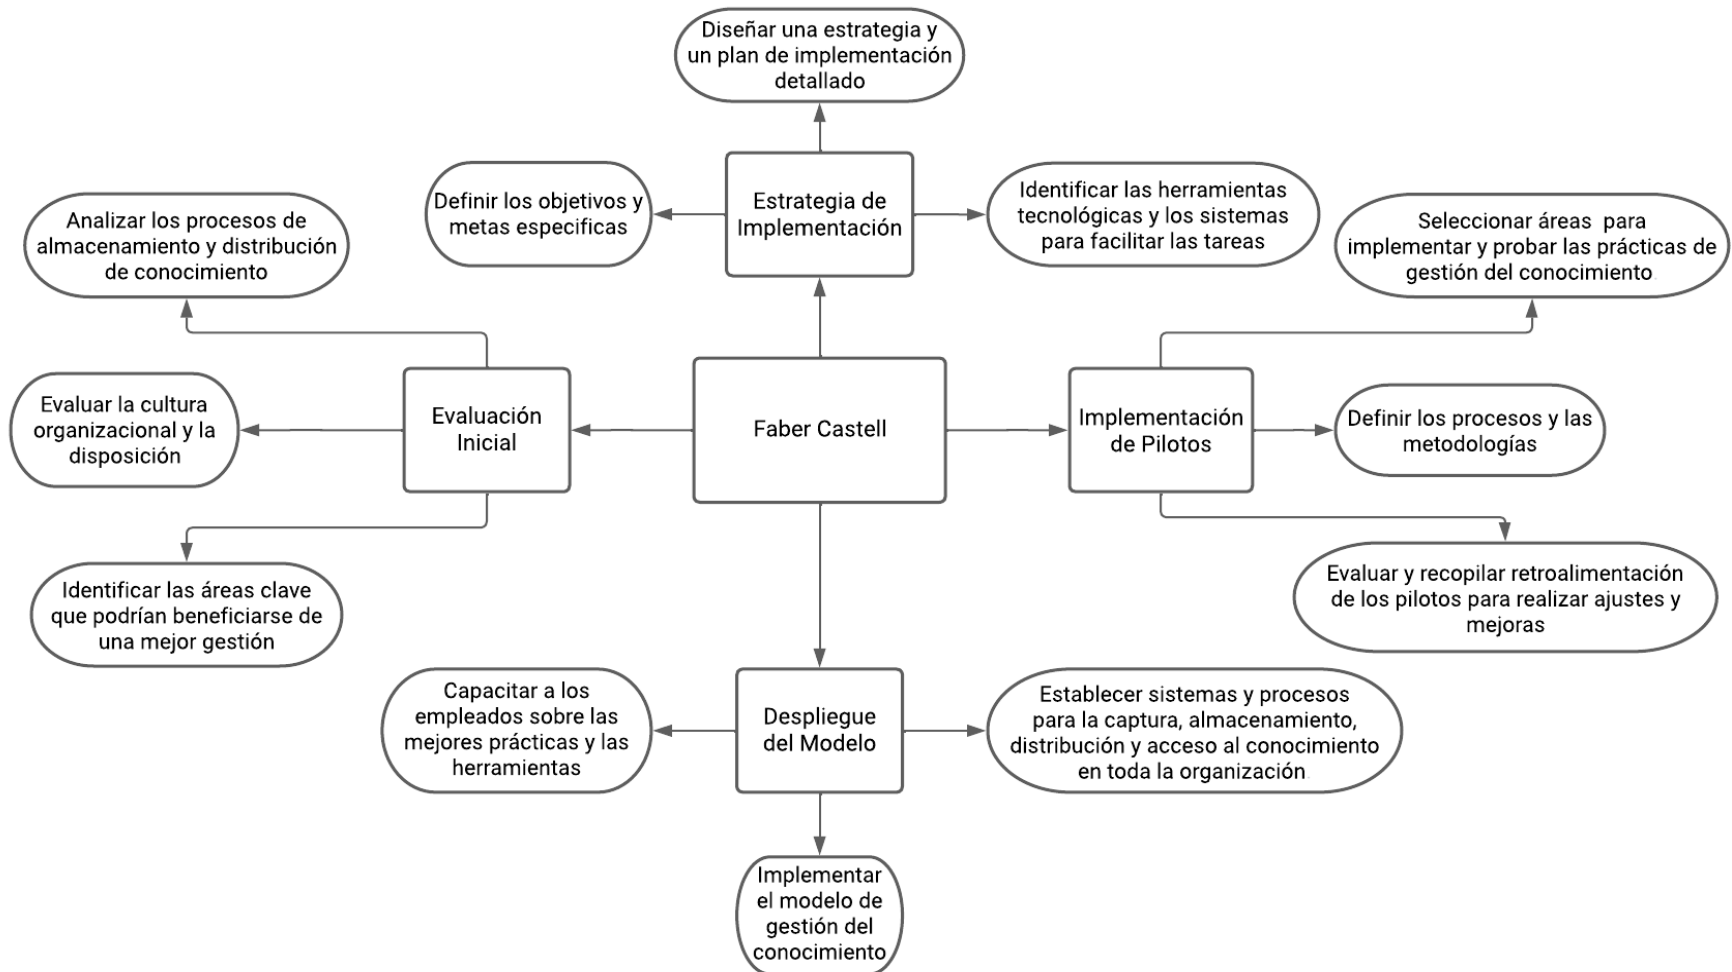 Diseñar una estrategia y
un plan de implementación
detallado
Definir los objetivos y
metas especificas
Estrategia de
Implementación
Identificar las herramientas
tecnológicas y los sistemas
para facilitar las tareas
Analizar los procesos de
almacenamiento y distribución
de conocimiento
Seleccionar áreas para
implementar y probar las prácticas de
gestión del conocimiento
Evaluar la cultura
organizacional y la
disposición
Evaluación
Inicial
Faber Castell
Implementación
de Pilotos
Definir los procesos y las
metodologías
Identificar las áreas clave
que podrían beneficiarse de
una mejor gestión
Evaluar y recopilar retroalimentación
de los pilotos para realizar ajustes y
mejoras
Capacitar a los
empleados sobre las
mejores prácticas y las
herramientas
Despliegue
del Modelo
Establecer sistemas y procesos
para la captura, almacenamiento,
distribución y acceso al conocimiento
en toda la organización
Implementar
el modelo de
gestión del
conocimiento